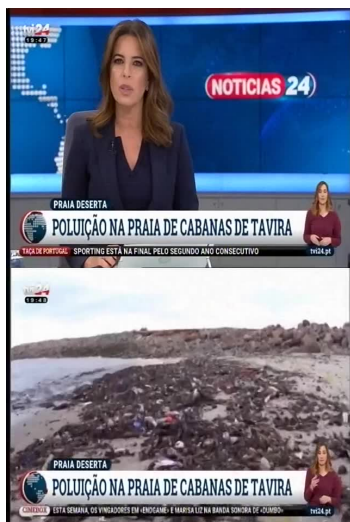 tvi24
19:47
NOTICIAS 24
PRAIA DESERTA
POLUIÇÃO NA PRAIA DE CABANAS DE TAVIRA
TAÇA DE PORTUGAL SPORTING ESTÁ NA FINAL PELO SEGUNDO ANO CONSECUTIVO
tvi24.pt
tvi24
19:48
PRAIA DESERTA
POLUIÇÃO NA PRAIA DE CABANAS DE TAVIRA
CINEBOX ESTA SEMANA, OS VINGADORES EM «ENDGAME» E MARISA LIZ NA BANDA SONORA DE «DUMBO»
tvi24.pt